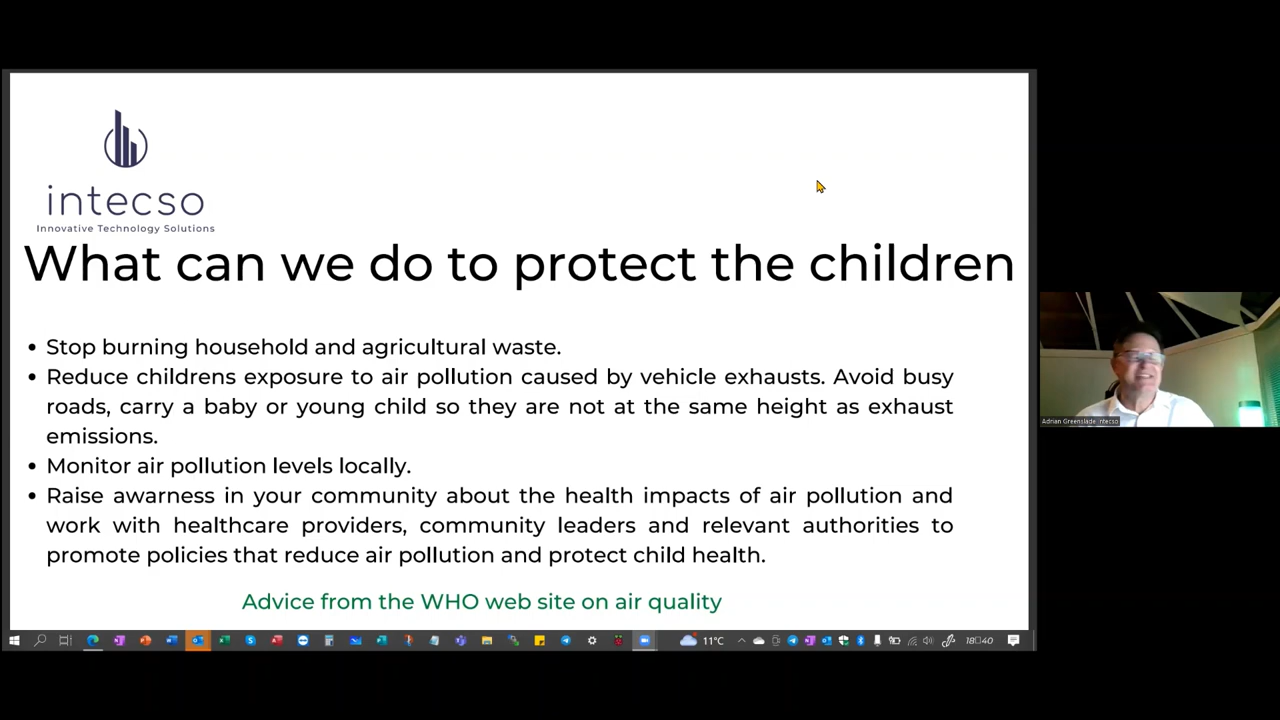 intecso
Innovative Technology Solutions
What can we do to protect the children
• Stop burning household and agricultural waste.
• Reduce childrens exposure to air pollution caused by vehicle exhausts. Avoid busy
roads, carry a baby or young child so they are not at the same height as exhaust
emissions.
• Monitor air pollution levels locally.
• Raise awarness in your community about the health impacts of air pollution and
work with healthcare providers, community leaders and relevant authorities to
promote policies that reduce air pollution and protect child health.
Advice from the WHO web site on air quality
Adrian Greenslade Intecso
11°C
18:40